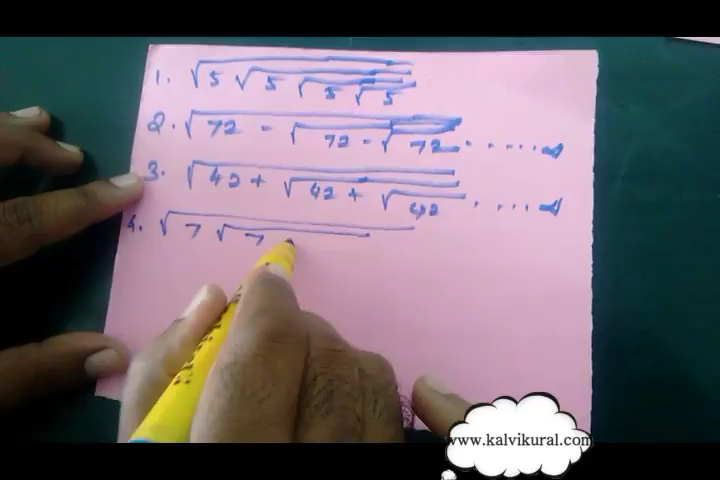 1. √5 √5 √5 √5
2. √72 - √72 - √72 ......∞
3. √42 + √42 + √42 .....∞
4. √7 √7
www.kalvikural.com